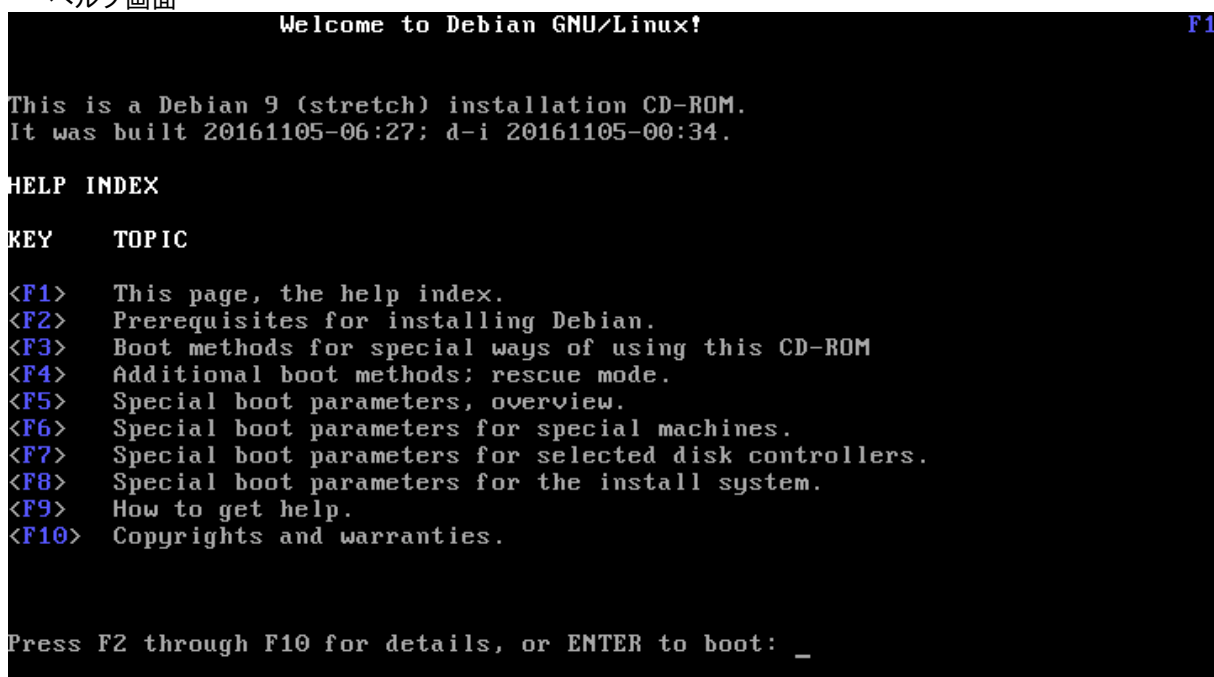 ヘルプ画面
Welcome to Debian GNU/Linux! F1
This is a Debian 9 (stretch) installation CD-ROM.
It was built 20161105-06:27; d-i 20161105-00:34.
HELP INDEX
KEY TOPIC
<F1> This page, the help index.
<F2> Prerequisites for installing Debian.
<F3> Boot methods for special ways of using this CD-ROM
<F4> Additional boot methods; rescue mode.
<F5> Special boot parameters, overview.
<F6> Special boot parameters for special machines.
<F7> Special boot parameters for selected disk controllers.
<F8> Special boot parameters for the install system.
<F9> How to get help.
<F10> Copyrights and warranties.
Press F2 through F10 for details, or ENTER to boot: _